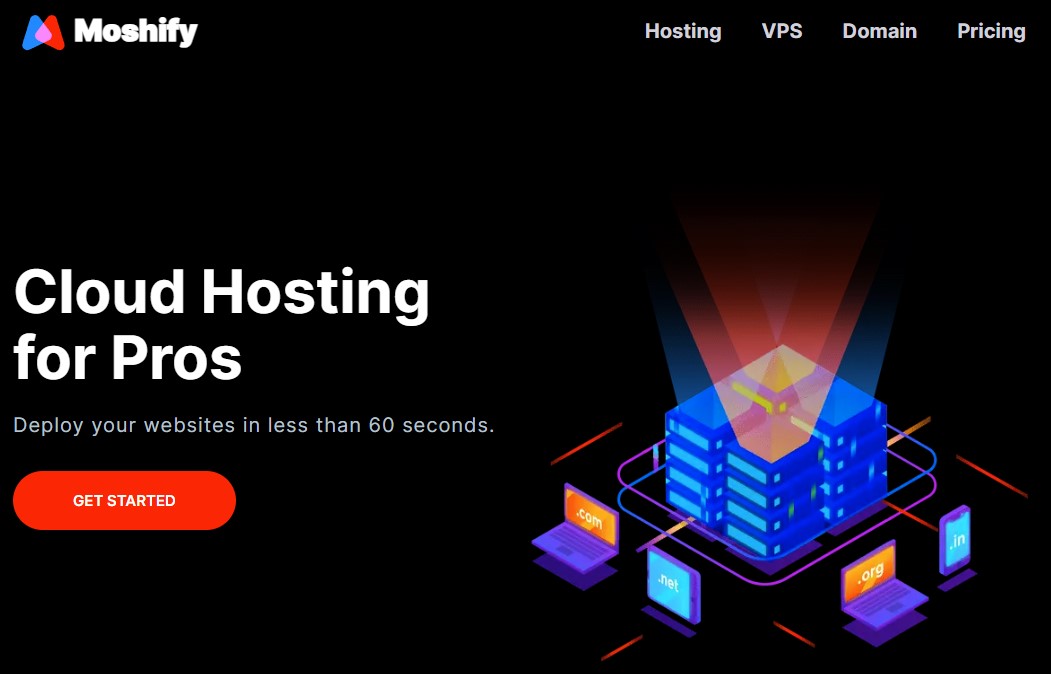 Moshify
Hosting VPS Domain Pricing
Cloud Hosting
for Pros
Deploy your websites in less than 60 seconds.
GET STARTED
.com
.net
.org
.in